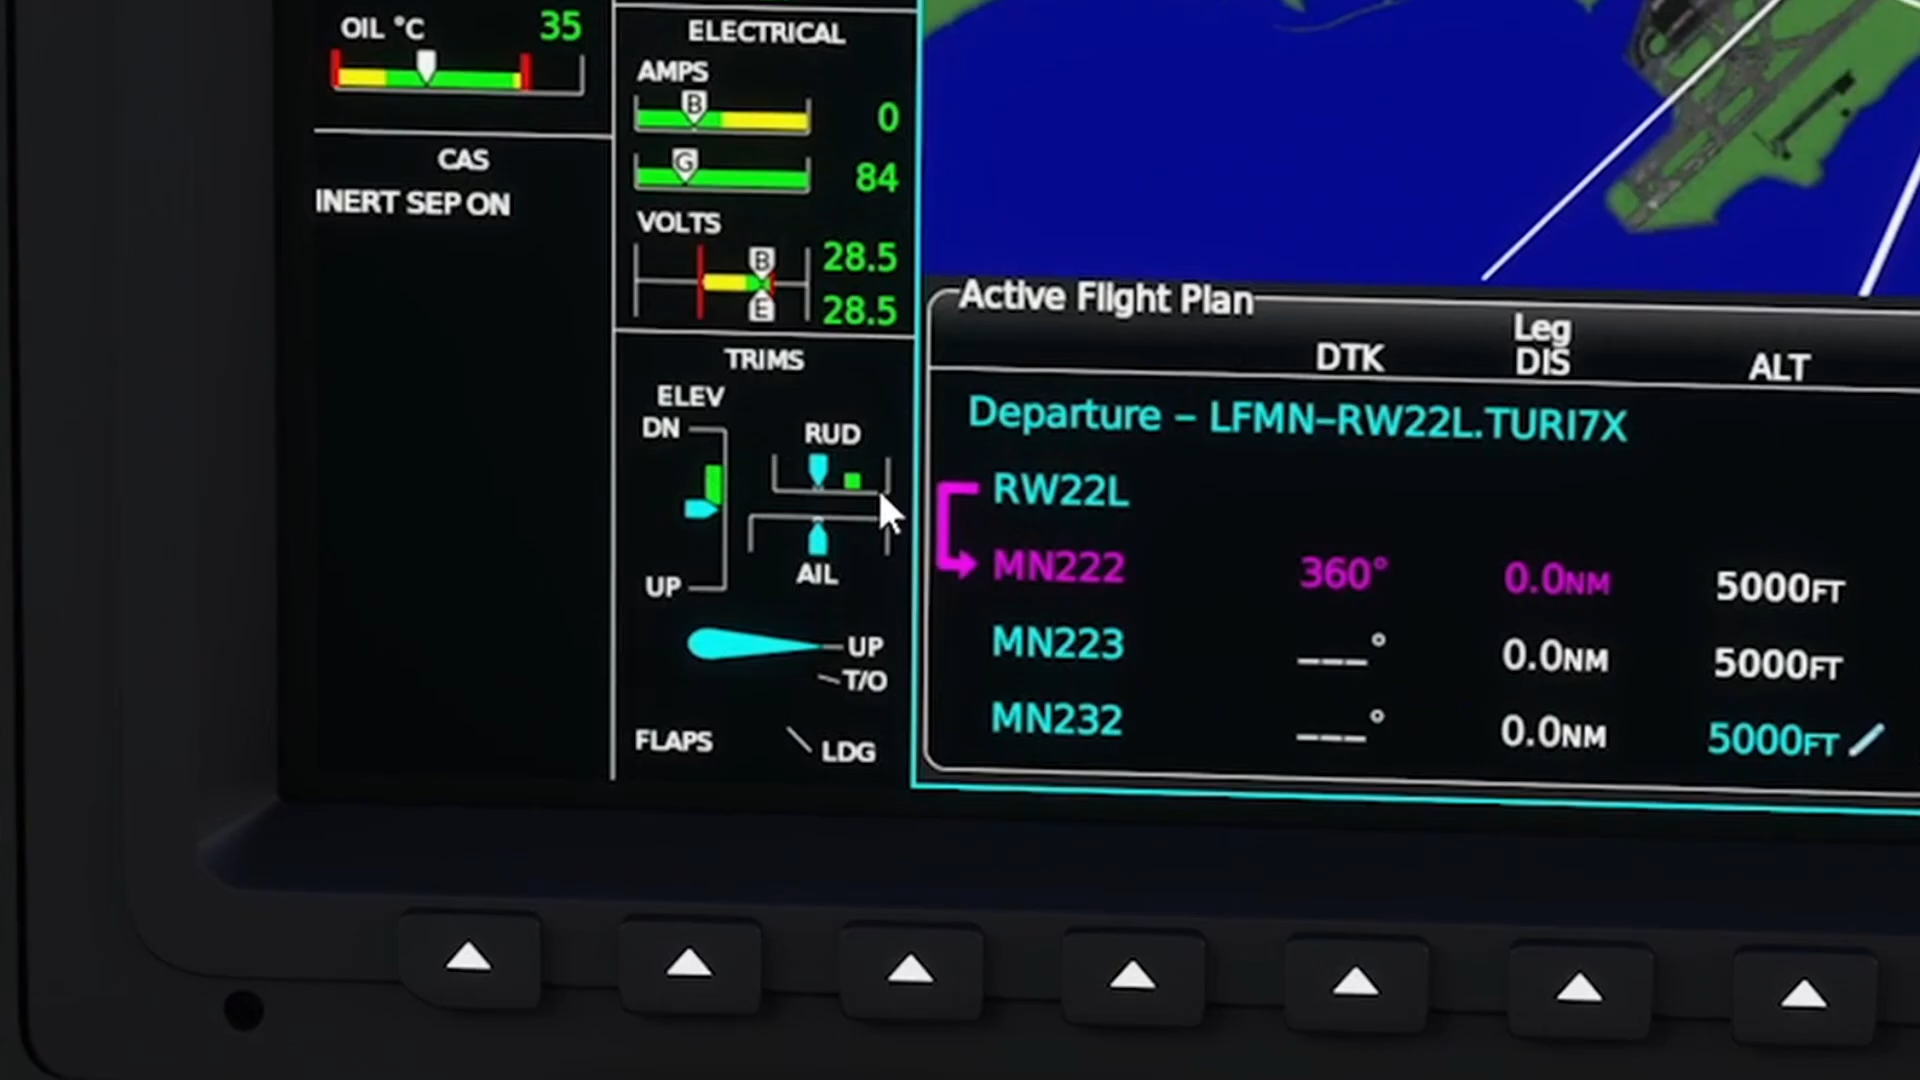 OIL °C 35
CAS
INERT SEP ON
ELECTRICAL
AMPS
B 0
G 84
VOLTS
B 28.5
E 28.5
TRIMS
ELEV
DN
RUD
UP
AIL
UP
T/O
FLAPS
LDG
Active Flight Plan
DTK Leg DIS ALT
Departure – LFMN–RW22L.TURI7X
RW22L
MN222 360° 0.0NM 5000FT
MN223 ___° 0.0NM 5000FT
MN232 ___° 0.0NM 5000FT